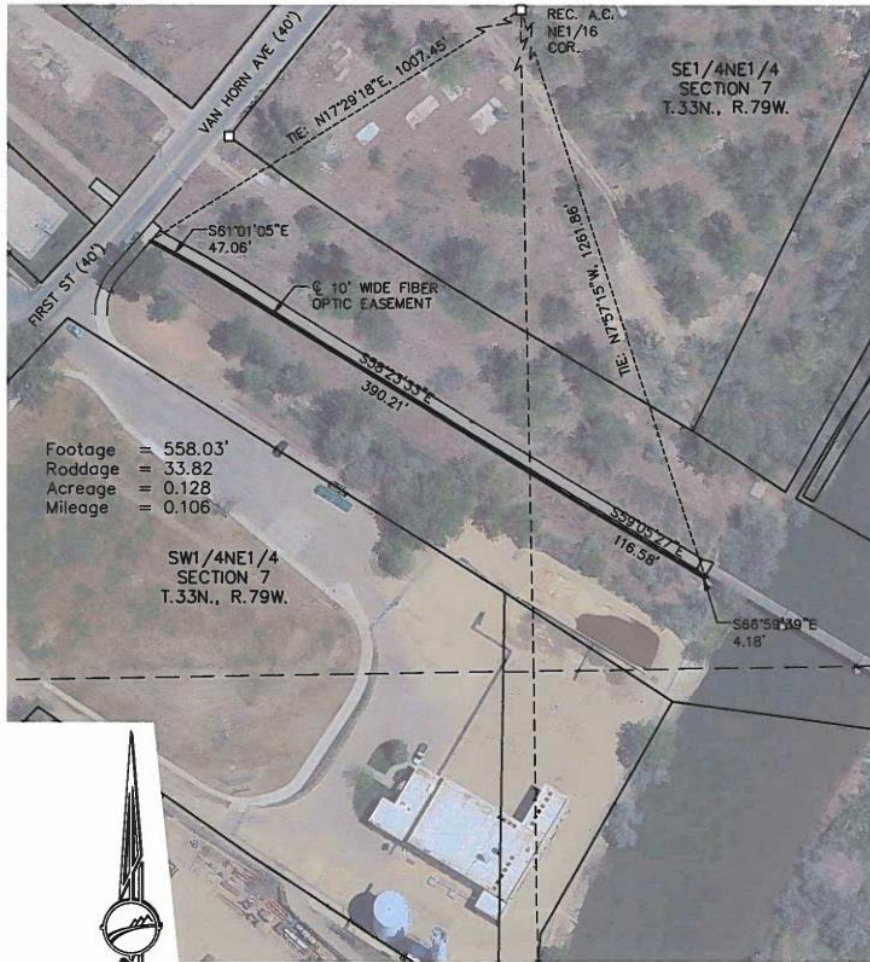 REC. A.C.
NE1/16
COR.
SE1/4NE1/4
SECTION 7
T.33N., R.79W.
VAN HORN AVE (40')
TIE: N17°29'18"E, 1007.45'
S61°01'05"E
47.06'
FIRST ST (40')
℄ 10' WIDE FIBER
OPTIC EASEMENT
TIE: N7°57'15"W, 1261.86'
S58°23'53"E
390.21'
Footage = 558.03'
Roddage = 33.82
Acreage = 0.128
Mileage = 0.106
S59°05'27"E
116.58'
SW1/4NE1/4
SECTION 7
T.33N., R.79W.
S66°59'39"E
4.18'